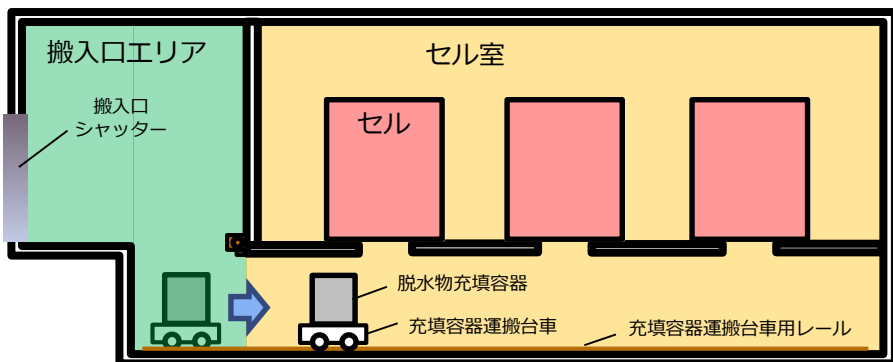 搬入口エリア
セル室
搬入口
シャッター
セル
脱水物充填容器
充填容器運搬台車
充填容器運搬台車用レール